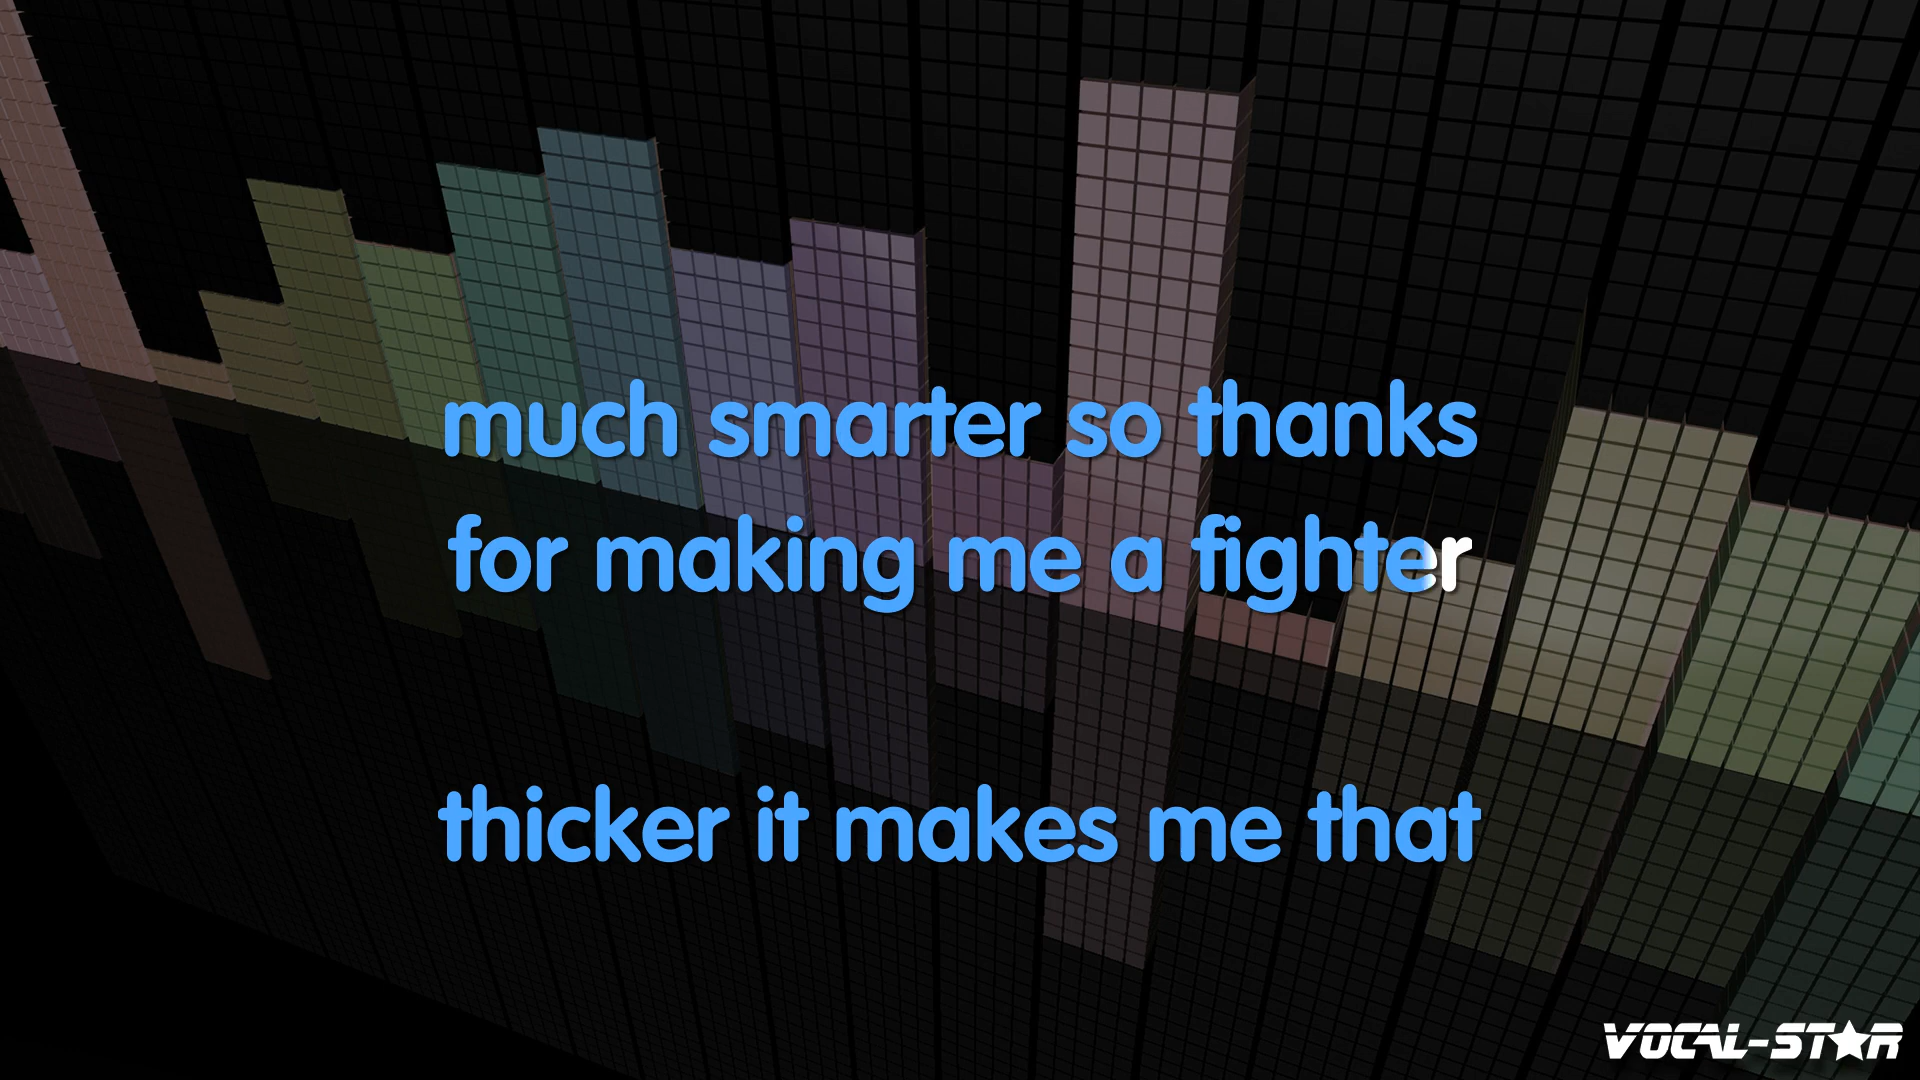 much smarter so thanks
for making me a fighter
thicker it makes me that
VOCAL-STAR